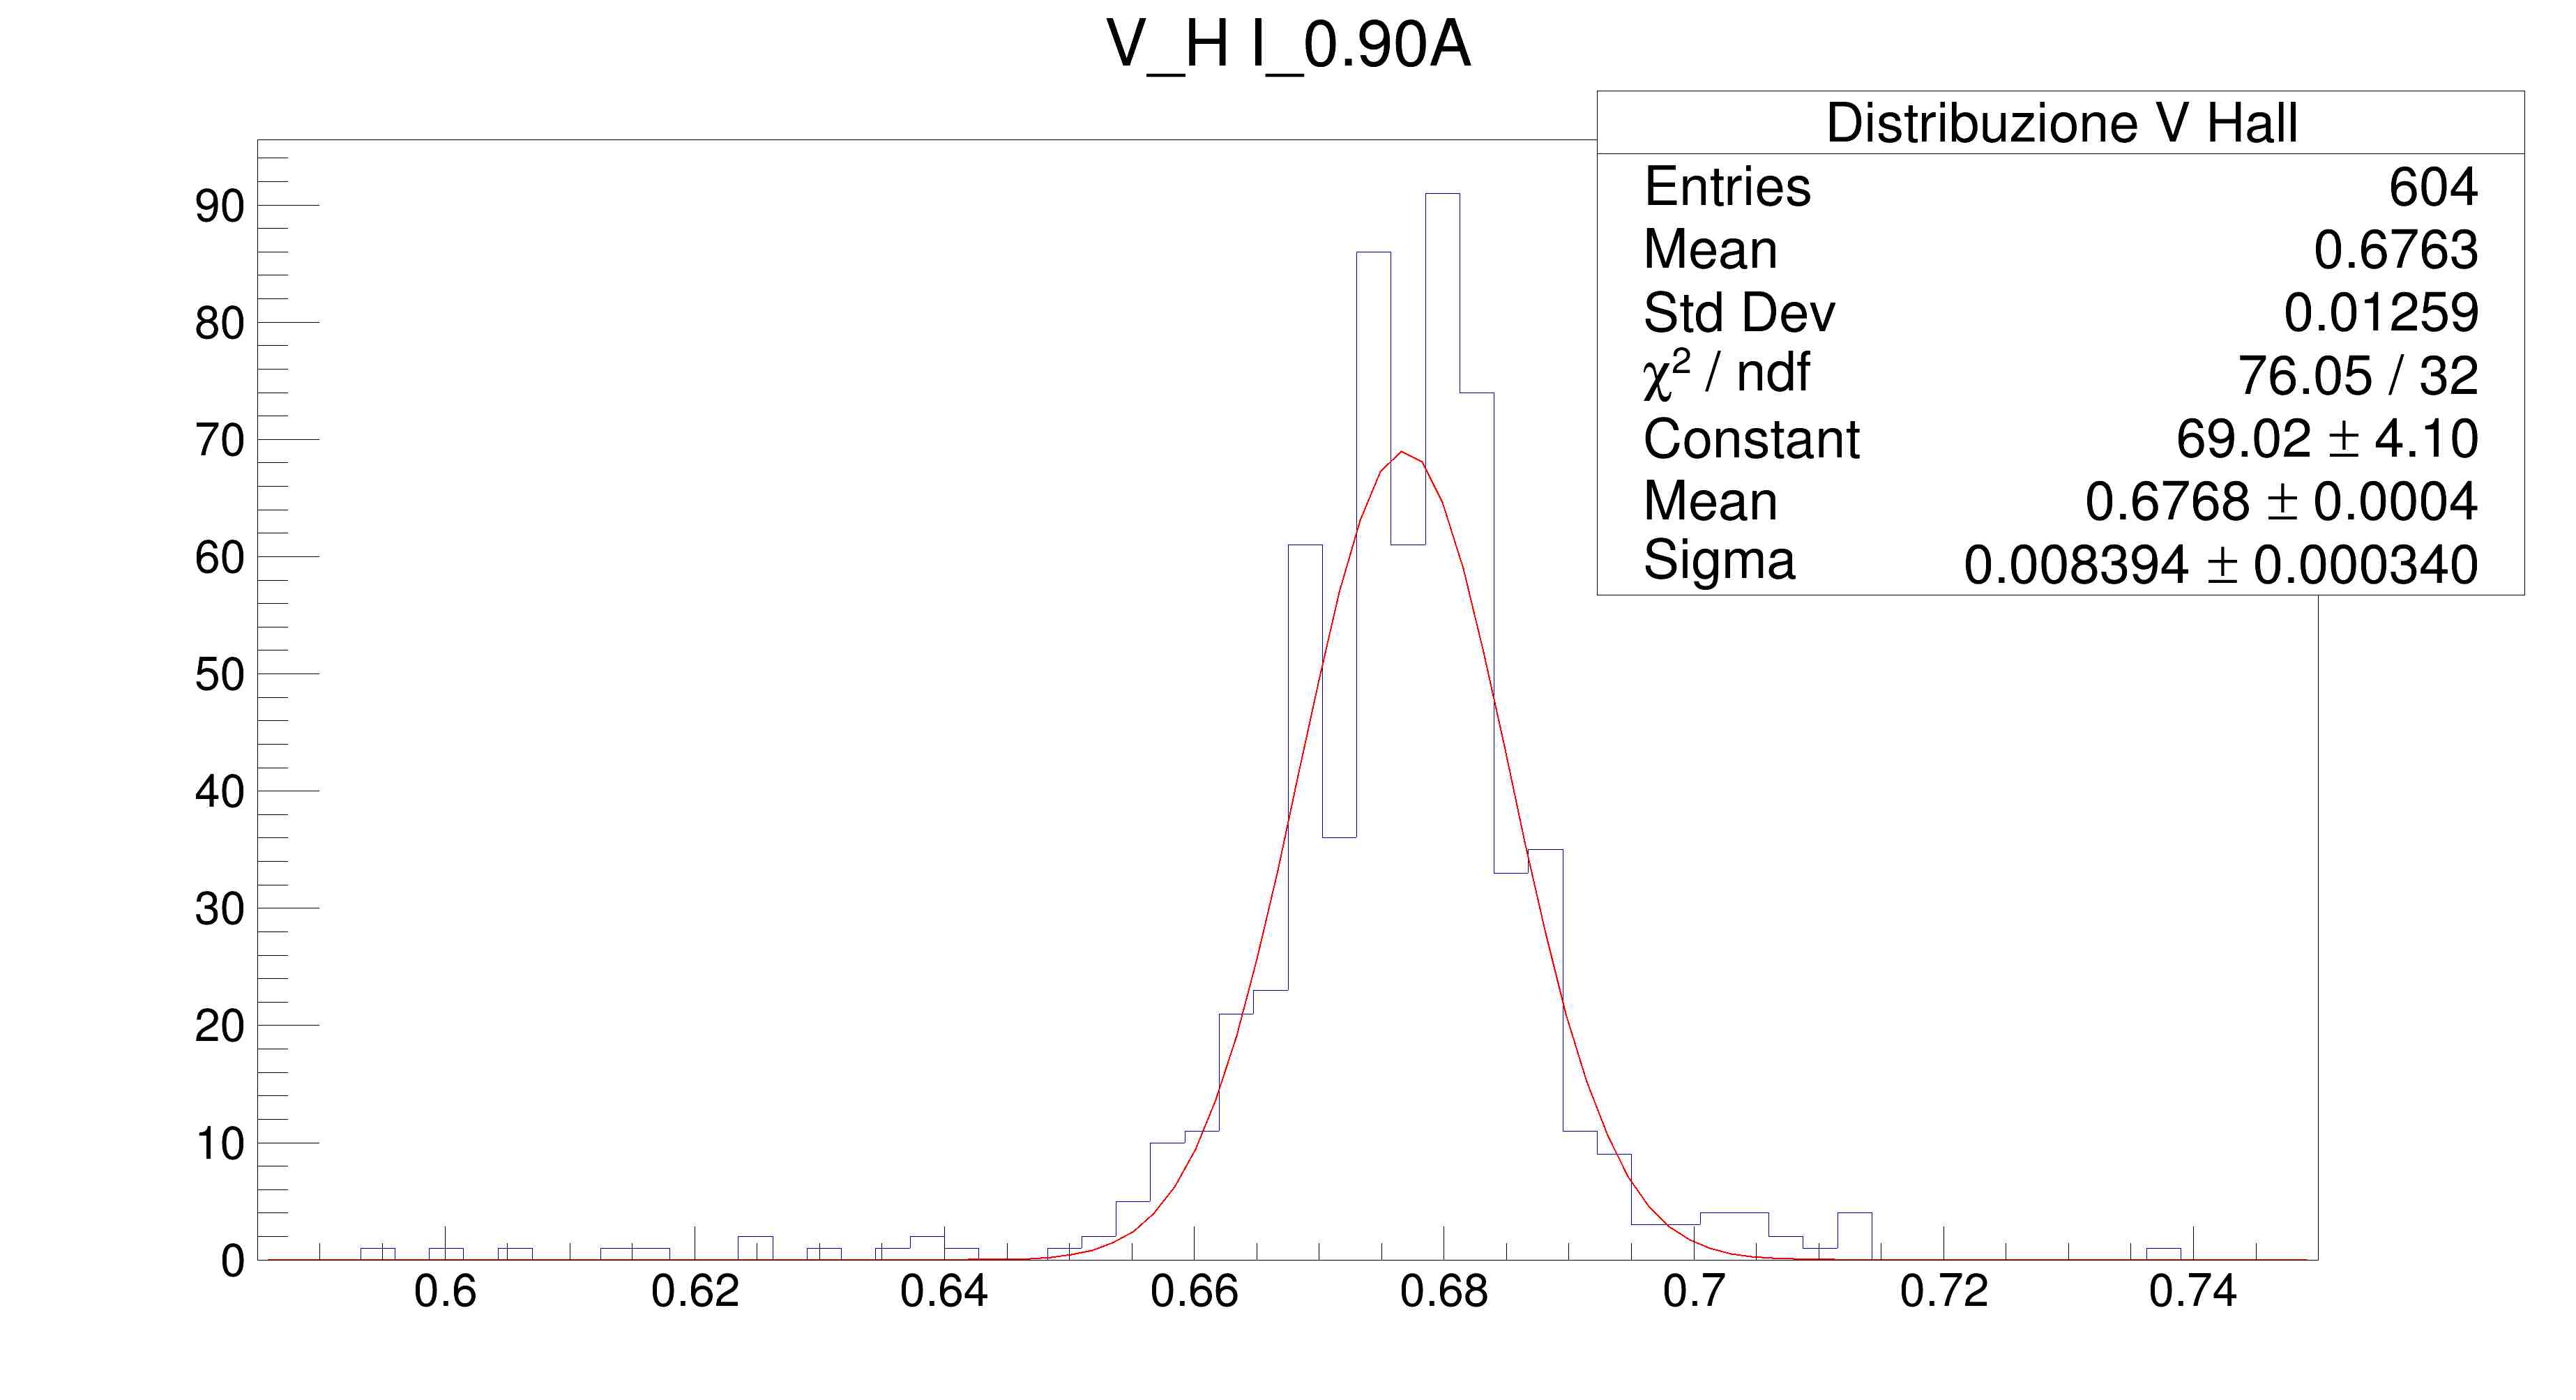 V_H I_0.90A
Distribuzione V Hall
Entries 604
Mean 0.6763
Std Dev 0.01259
χ² / ndf 76.05 / 32
Constant 69.02 ± 4.10
Mean 0.6768 ± 0.0004
Sigma 0.008394 ± 0.000340
90
80
70
60
50
40
30
20
10
0
0.6 0.62 0.64 0.66 0.68 0.7 0.72 0.74